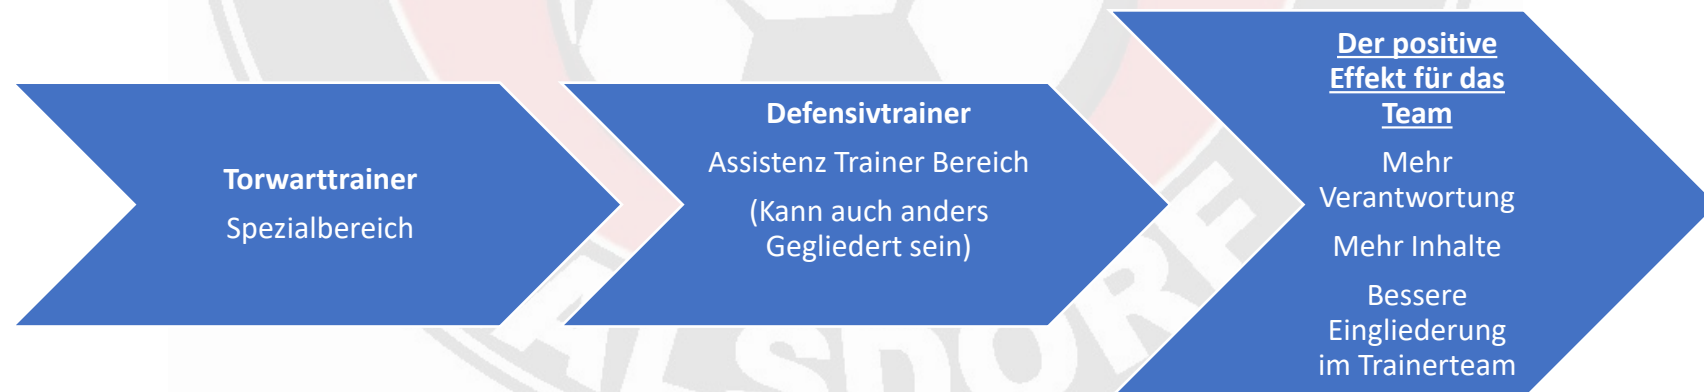 Torwarttrainer
Spezialbereich
Defensivtrainer
Assistenz Trainer Bereich
(Kann auch anders
Gegliedert sein)
Der positive
Effekt für das
Team
Mehr
Verantwortung
Mehr Inhalte
Bessere
Eingliederung
im Trainerteam
ALSDORF